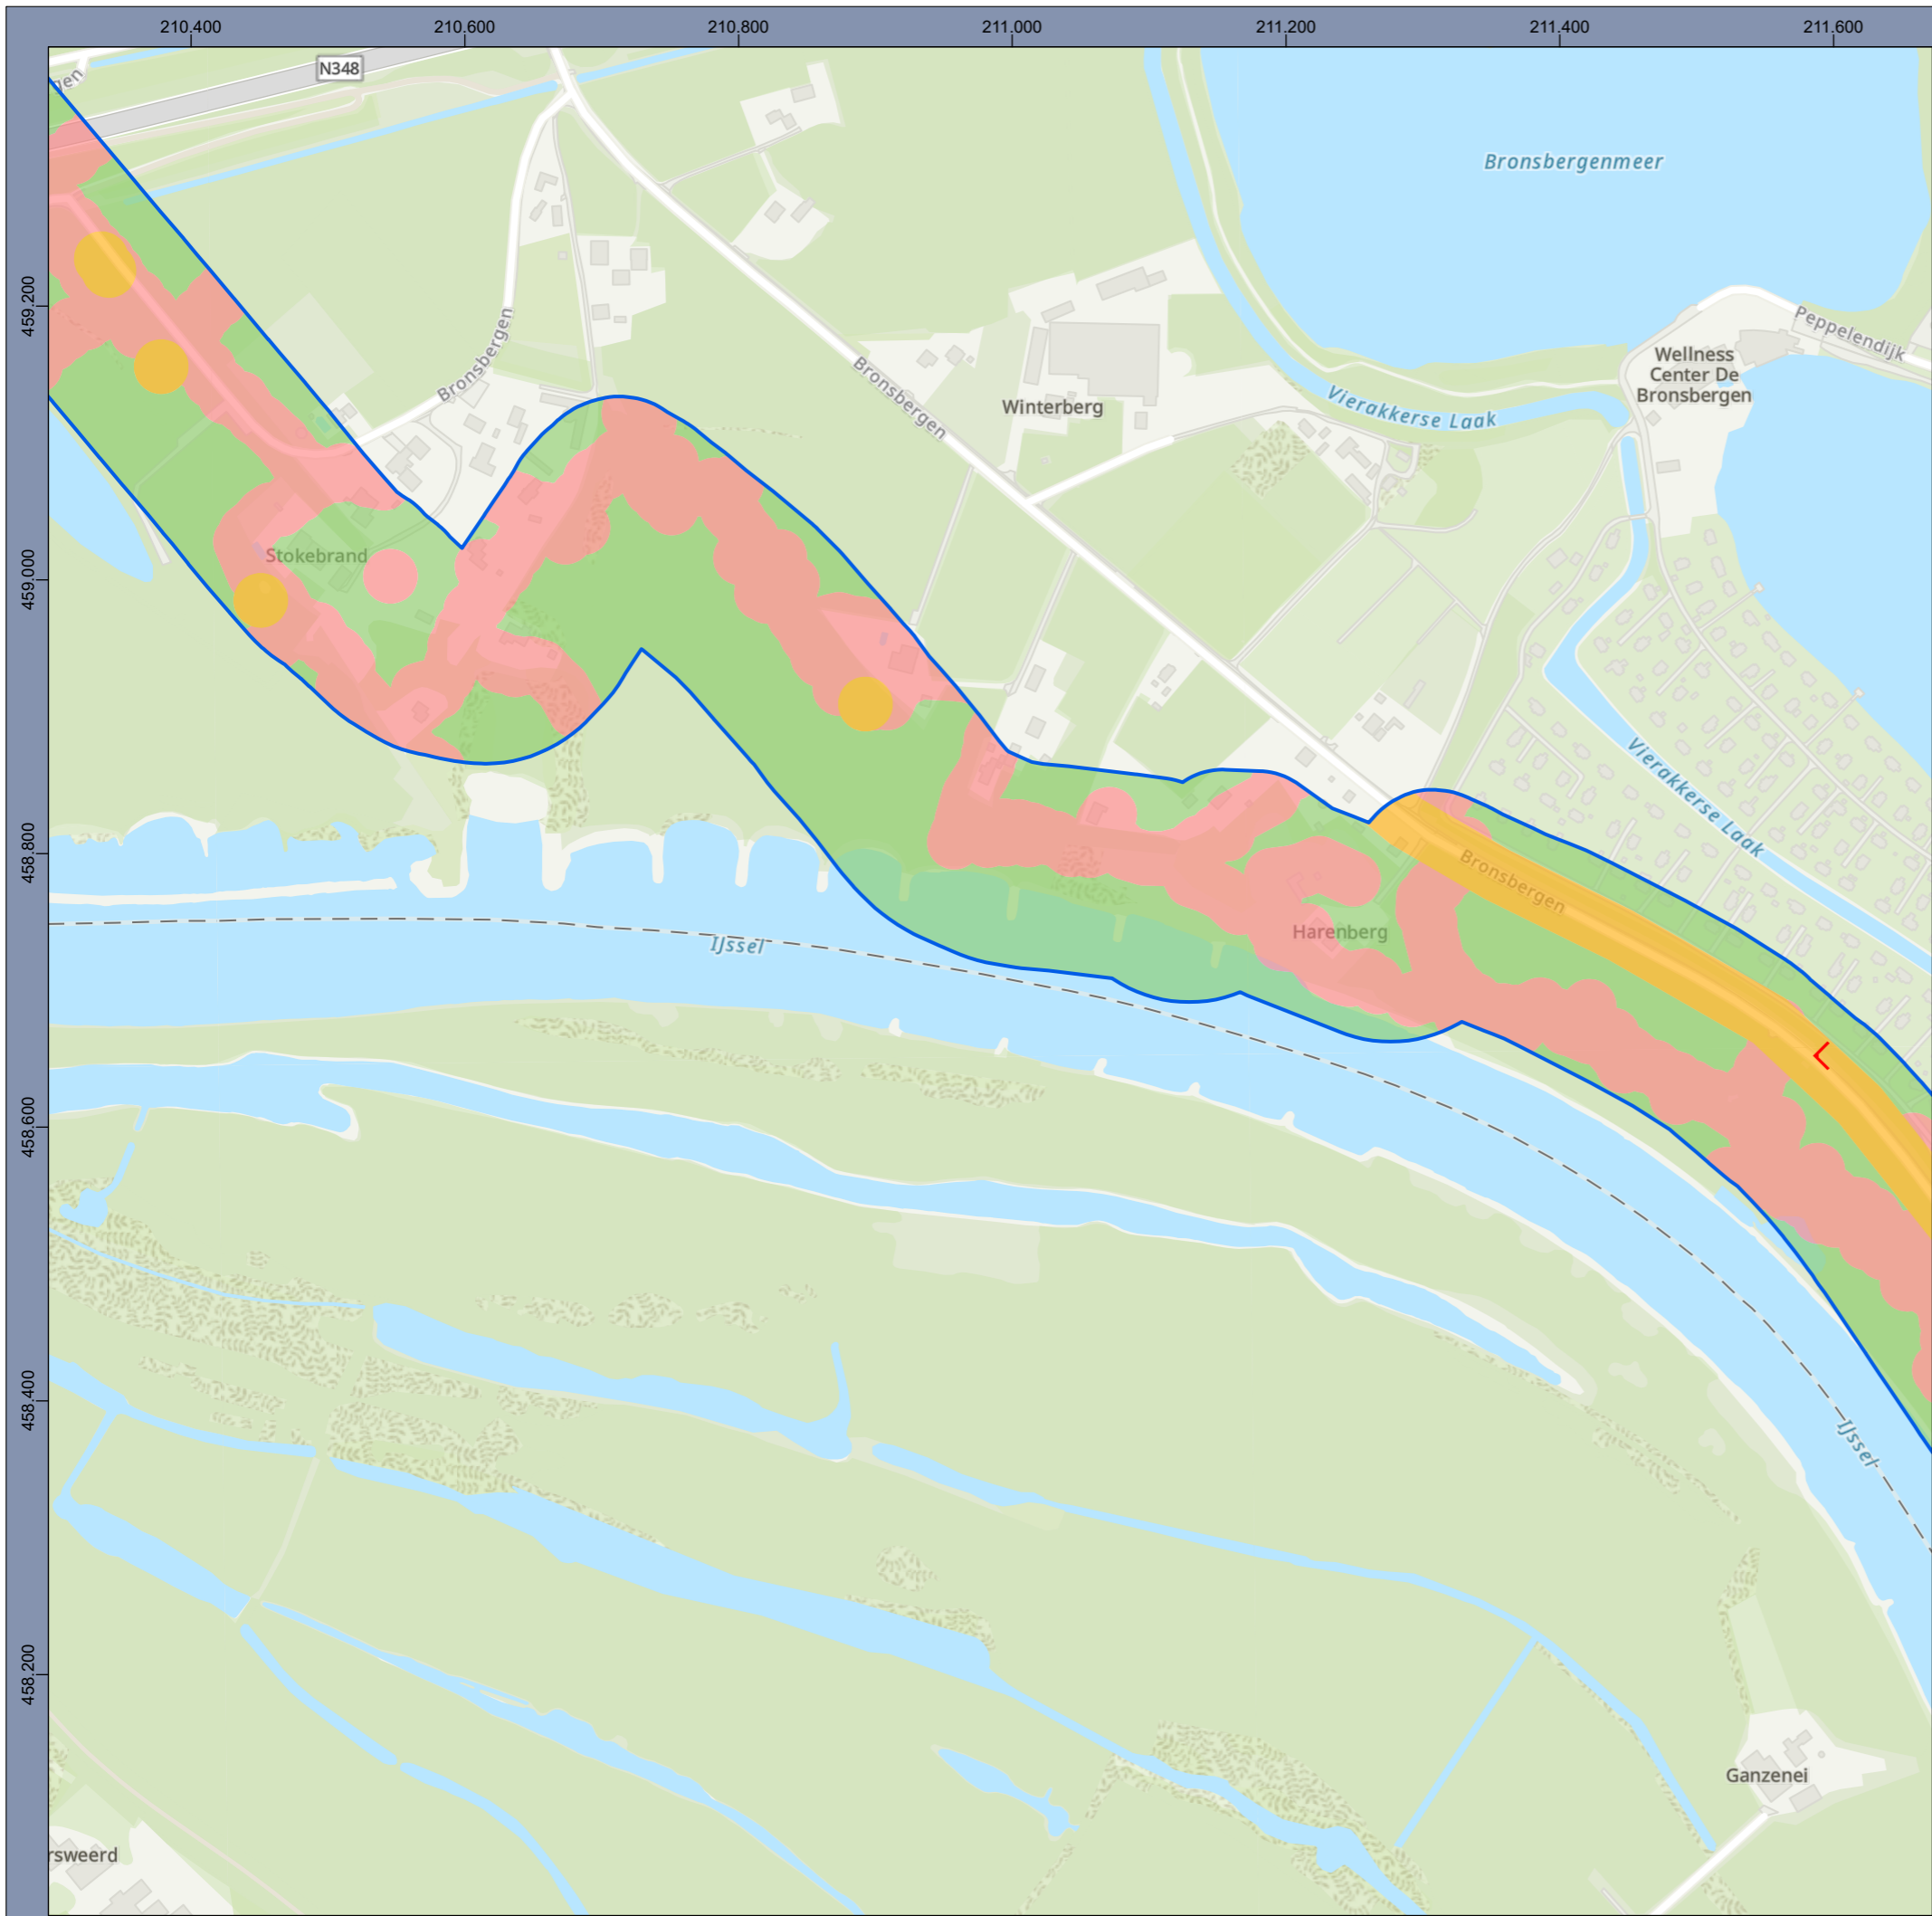 210.400 210.600 210.800 211.000 211.200 211.400 211.600
N348
gen
Bronsbergenmeer
459.200
Peppelendijk
Bronsbergen
Bronsbergen
Wellness
Center De
Bronsbergen
Winterberg
Vierakkerse Laak
459.000
Stokebrand
Vierakkerse Laak
458.800
Bronsbergen
Harenberg
IJssel
458.600
458.400
IJssel
458.200
Ganzenei
rsweerd